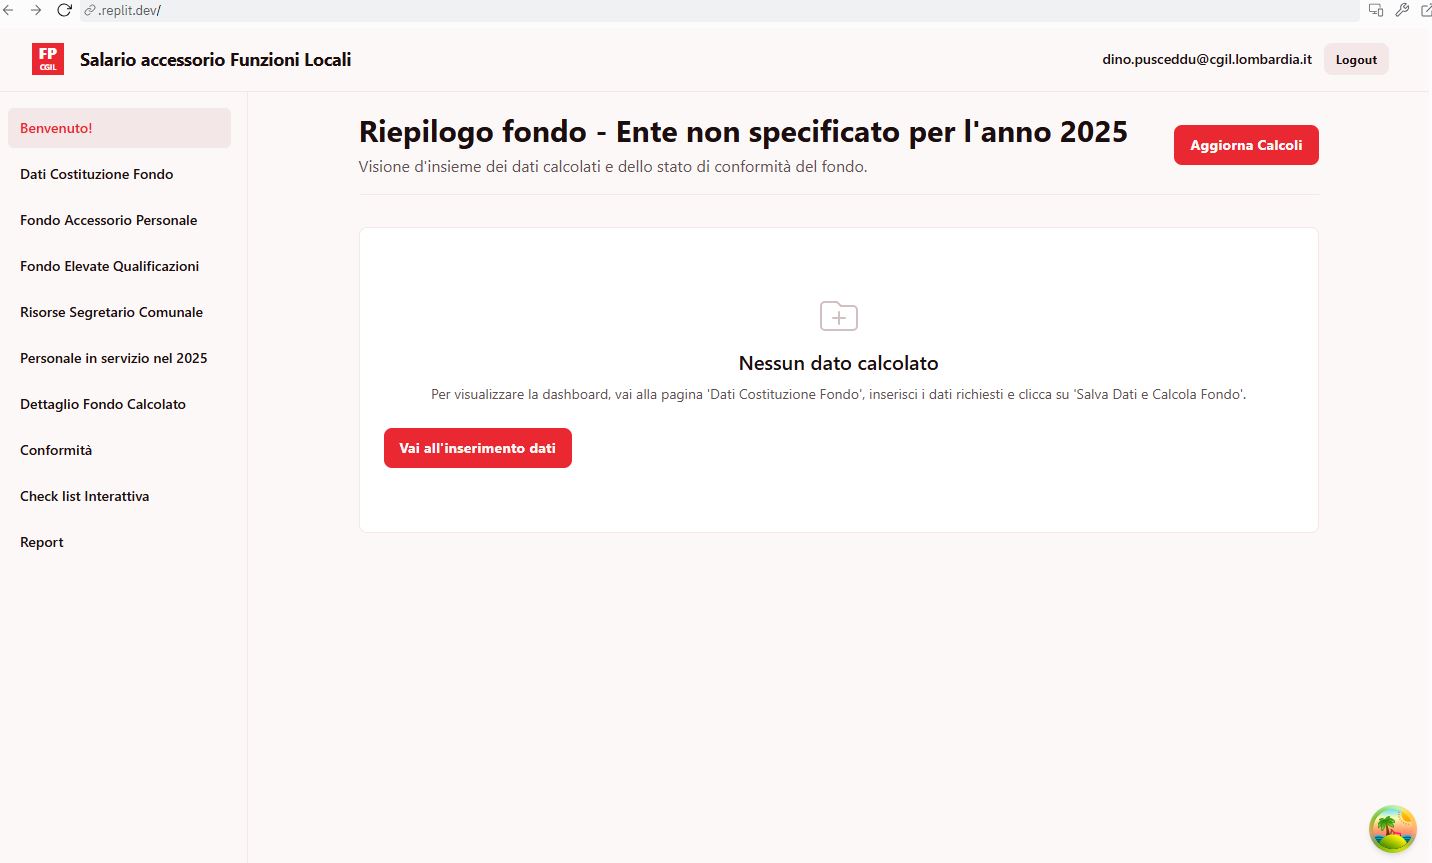 .replit.dev/
FP
CGIL
Salario accessorio Funzioni Locali
dino.pusceddu@cgil.lombardia.it
Logout
Benvenuto!
Dati Costituzione Fondo
Fondo Accessorio Personale
Fondo Elevate Qualificazioni
Risorse Segretario Comunale
Personale in servizio nel 2025
Dettaglio Fondo Calcolato
Conformità
Check list Interattiva
Report
Riepilogo fondo - Ente non specificato per l'anno 2025
Visione d'insieme dei dati calcolati e dello stato di conformità del fondo.
Aggiorna Calcoli
Nessun dato calcolato
Per visualizzare la dashboard, vai alla pagina 'Dati Costituzione Fondo', inserisci i dati richiesti e clicca su 'Salva Dati e Calcola Fondo'.
Vai all'inserimento dati